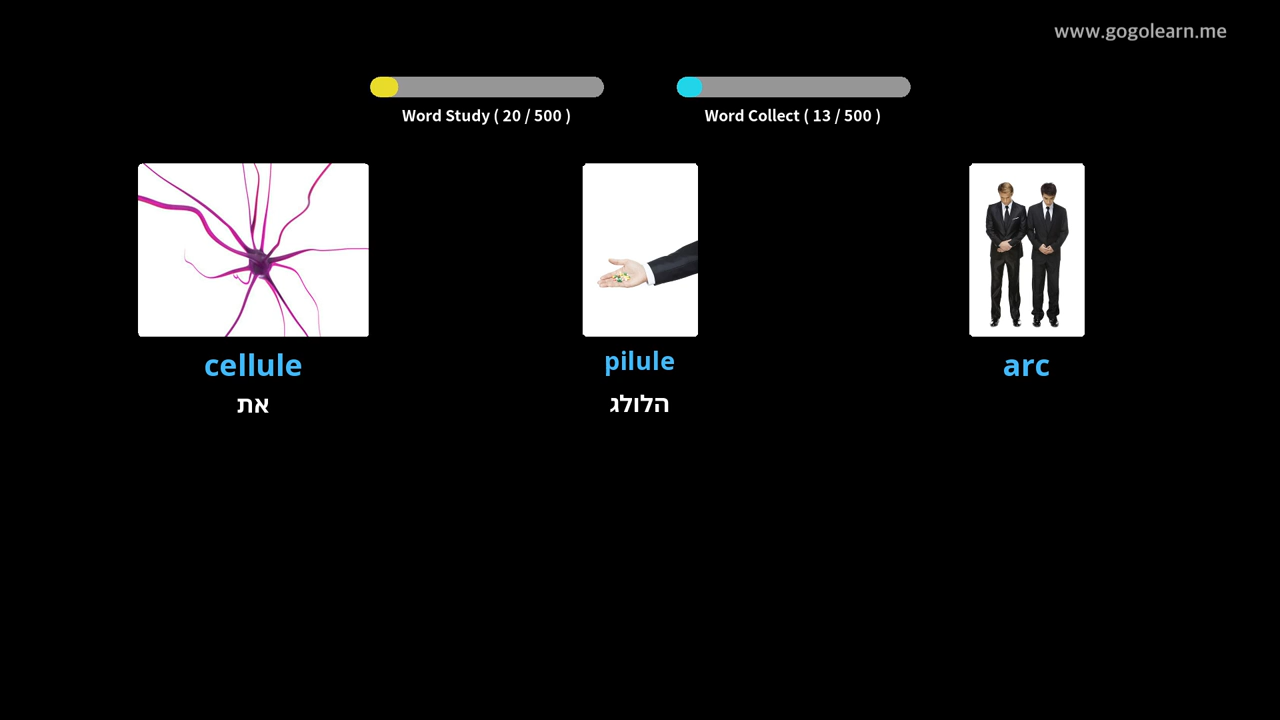 www.gogolearn.me
Word Study ( 20 / 500 )
Word Collect ( 13 / 500 )
cellule
את
pilule
הלולג
arc